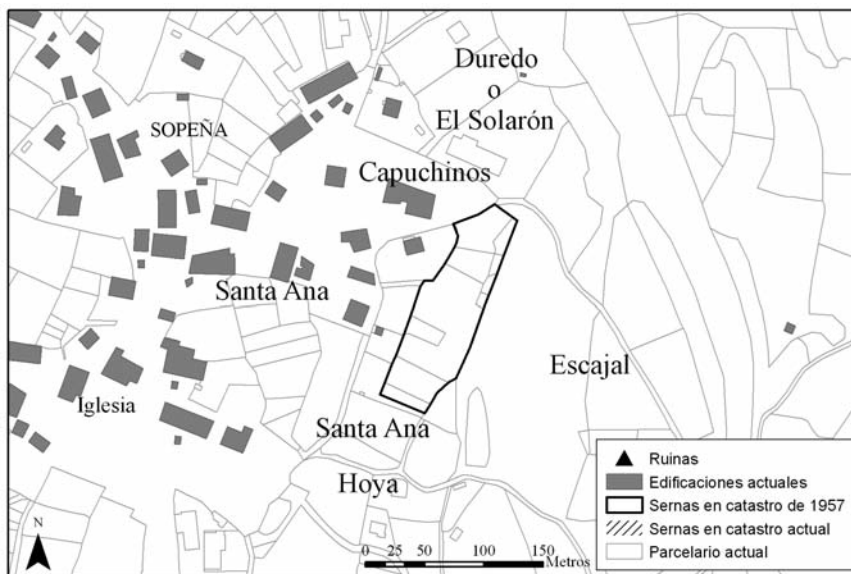 Duredo
o
El Solarón
SOPEÑA
Capuchinos
Santa Ana
Escajal
Iglesia
Santa Ana
Hoya
Ruinas
Edificaciones actuales
Sernas en catastro de 1957
Sernas en catastro actual
Parcelario actual
N
0 25 50 100 150
Metros